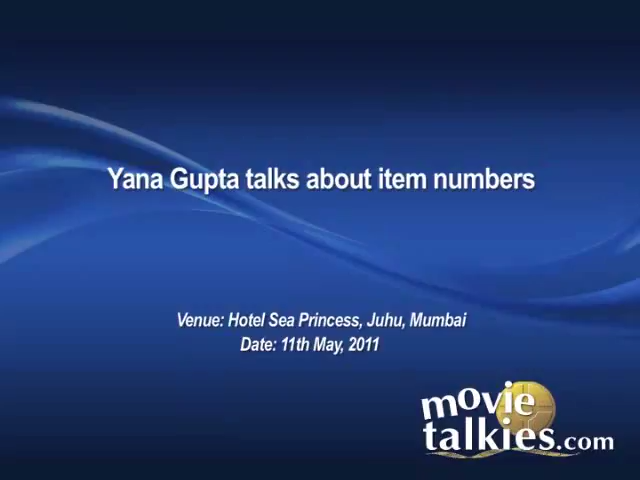 Yana Gupta talks about item numbers
Venue: Hotel Sea Princess, Juhu, Mumbai
Date: 11th May, 2011
movie
talkies.com